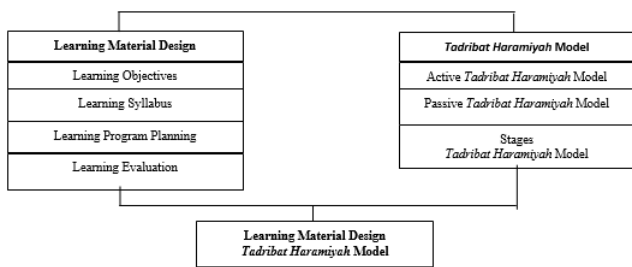 Learning Material Design
Learning Objectives
Learning Syllabus
Learning Program Planning
Learning Evaluation
Tadribat Haramiyah Model
Active Tadribat Haramiyah Model
Passive Tadribat Haramiyah Model
Stages
Tadribat Haramiyah Model
Learning Material Design
Tadribat Haramiyah Model